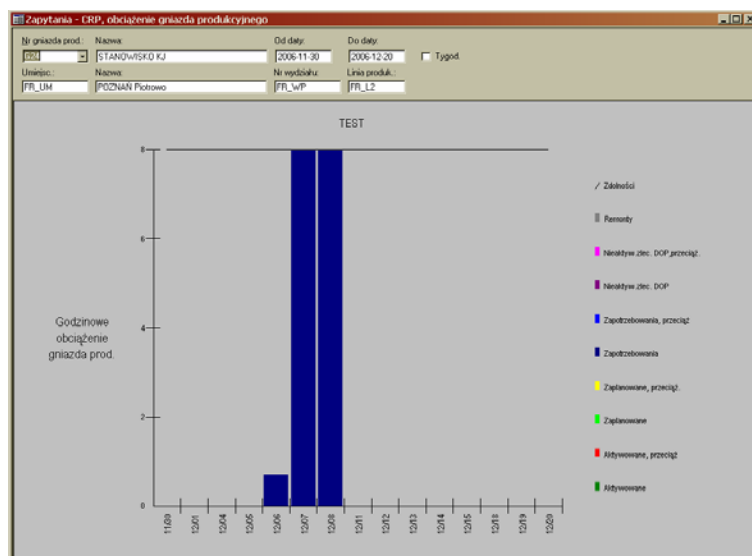 Zapytania - CRP, obciążenie gniazda produkcyjnego
Nr gniazda prod.: Nazwa: Od daty: Do daty:
STANOWISKO KJ 2006-11-30 2006-12-20 Tygod.
Umiejsc.: Nazwa: Nr wydziału: Linia produk.:
FR_UM POZNAŃ Piotrowo FR_WP FR_L2
TEST
8
6
4
2
0
Godzinowe
obciążenie
gniazda prod.
11/30 12/01 12/04 12/05 12/06 12/07 12/08 12/11 12/12 12/13 12/14 12/15 12/18 12/19 12/20
Zdolności
Remonty
Nieaktyw.zlec. DOP,przeciąż.
Nieaktyw.zlec. DOP
Zapotrzebowania, przeciąż
Zapotrzebowania
Zaplanowane, przeciąż.
Zaplanowane
Aktywowane, przeciąż
Aktywowane